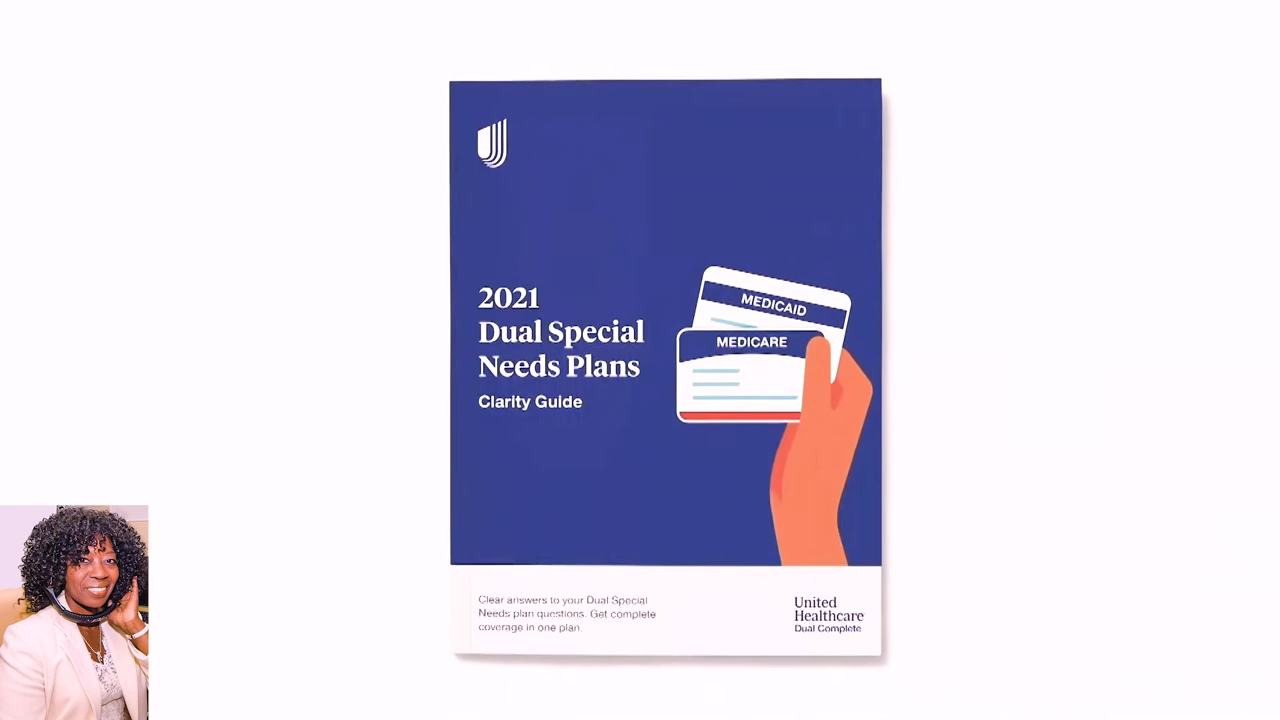 2021
Dual Special
Needs Plans
Clarity Guide
MEDICAID
MEDICARE
Clear answers to your Dual Special
Needs plan questions. Get complete
coverage in one plan.
United
Healthcare
Dual Complete